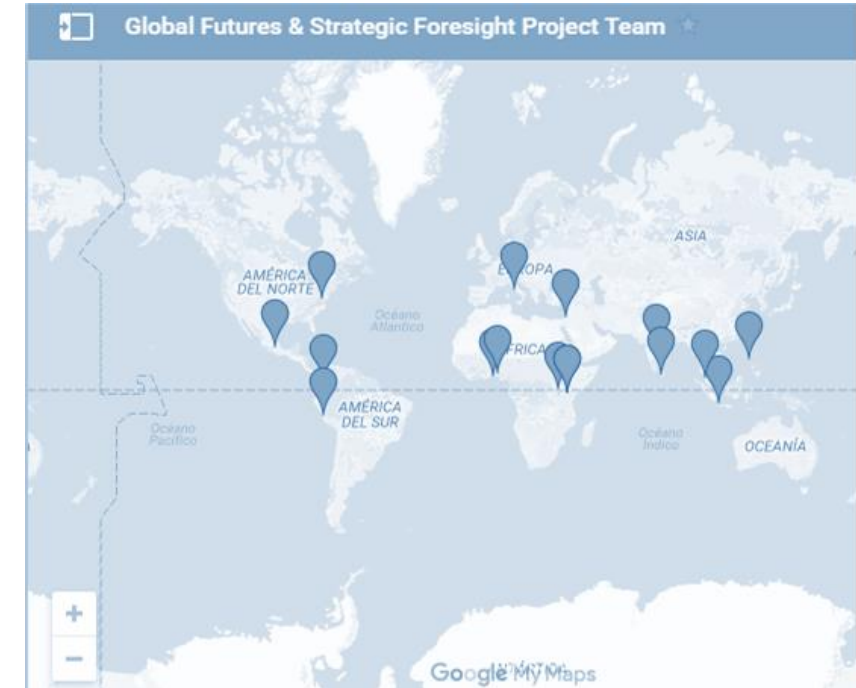 Global Futures & Strategic Foresight Project Team
ASIA
AMÉRICA
DEL NORTE
Océano
Atlántico
AMÉRICA
DEL SUR
Océano
Pacífico
Océano
Índico
OCEANÍA
+
−
Google My Maps